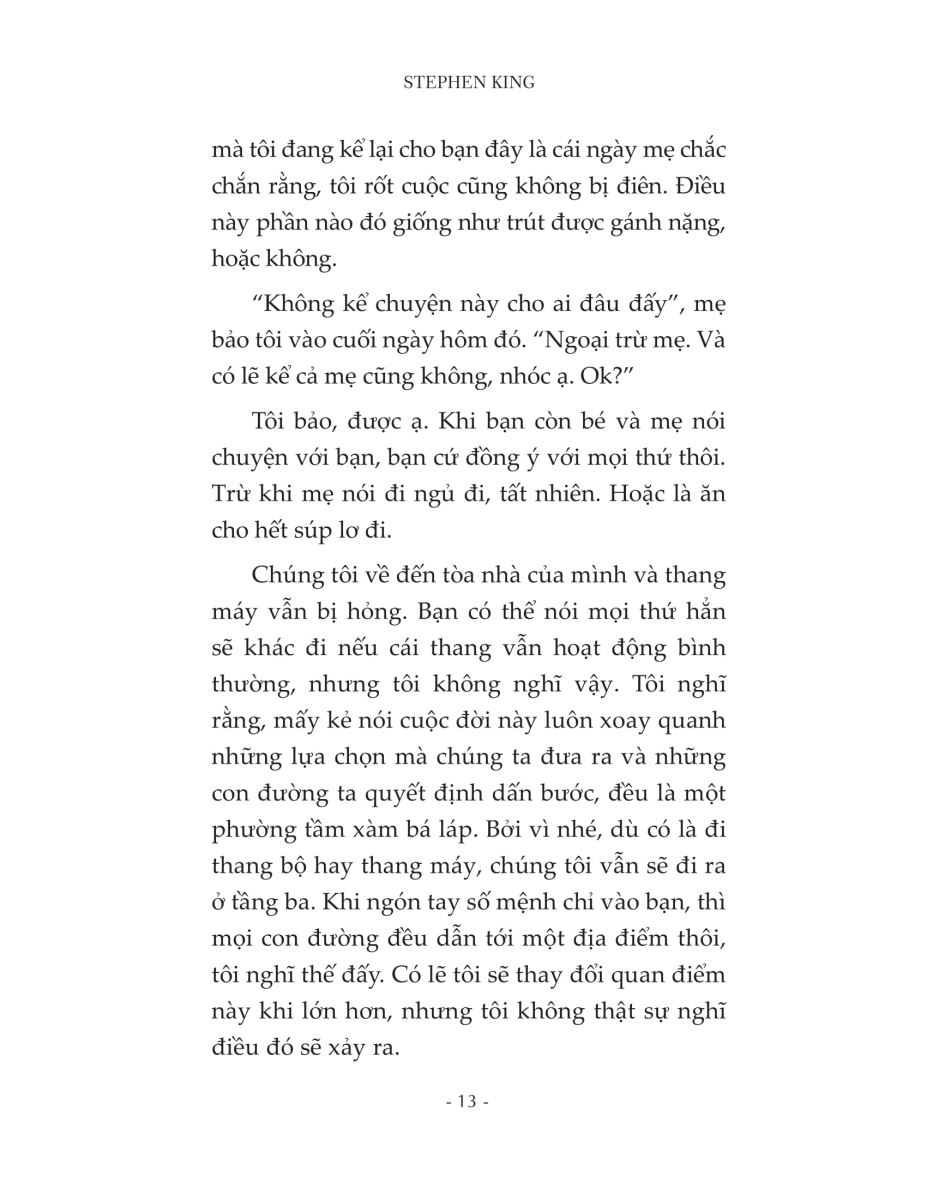 STEPHEN KING
mà tôi đang kể lại cho bạn đây là cái ngày mẹ chắc
chắn rằng, tôi rốt cuộc cũng không bị điên. Điều
này phần nào đó giống như trút được gánh nặng,
hoặc không.
“Không kể chuyện này cho ai đâu đấy”, mẹ
bảo tôi vào cuối ngày hôm đó. “Ngoại trừ mẹ. Và
có lẽ kể cả mẹ cũng không, nhóc ạ. Ok?”
Tôi bảo, được ạ. Khi bạn còn bé và mẹ nói
chuyện với bạn, bạn cứ đồng ý với mọi thứ thôi.
Trừ khi mẹ nói đi ngủ đi, tất nhiên. Hoặc là ăn
cho hết súp lơ đi.
Chúng tôi về đến tòa nhà của mình và thang
máy vẫn bị hỏng. Bạn có thể nói mọi thứ hẳn
sẽ khác đi nếu cái thang vẫn hoạt động bình
thường, nhưng tôi không nghĩ vậy. Tôi nghĩ
rằng, mấy kẻ nói cuộc đời này luôn xoay quanh
những lựa chọn mà chúng ta đưa ra và những
con đường ta quyết định dấn bước, đều là một
phường tầm xàm bá láp. Bởi vì nhé, dù có là đi
thang bộ hay thang máy, chúng tôi vẫn sẽ đi ra
ở tầng ba. Khi ngón tay số mệnh chỉ vào bạn, thì
mọi con đường đều dẫn tới một địa điểm thôi,
tôi nghĩ thế đấy. Có lẽ tôi sẽ thay đổi quan điểm
này khi lớn hơn, nhưng tôi không thật sự nghĩ
điều đó sẽ xảy ra.
- 13 -